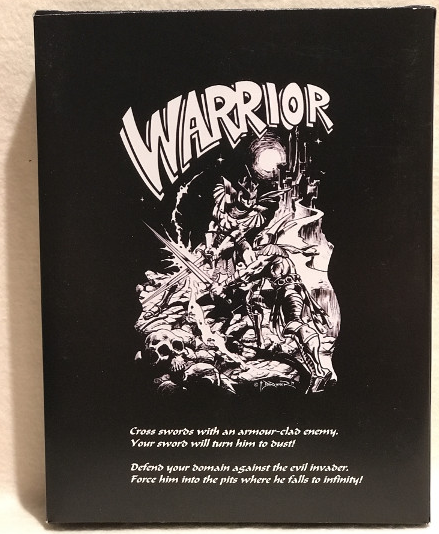 WARRIOR
Cross swords with an armour-clad enemy.
Your sword will turn him to dust!
Defend your domain against the evil invader.
Force him into the pits where he falls to infinity!